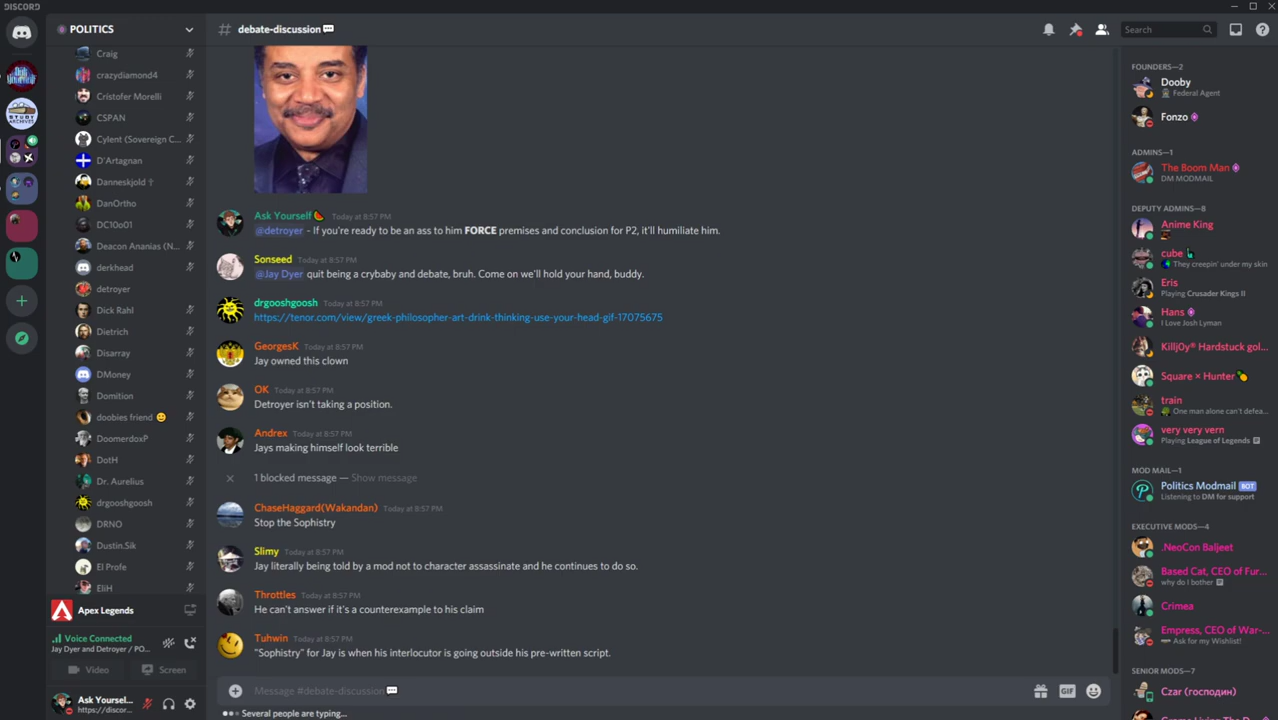 DISCORD
POLITICS
Craig
crazydiamond4
Cristofer Morelli
CSPAN
Cylent (Sovereign C...
D'Artagnan
Danneskjold †
DanOrtho
DC10o01
Deacon Ananias (N...
derkhead
detroyer
Dick Rahl
Dietrich
Disarray
DMoney
Domition
doobies friend 🙂
DoomerdoxP
DotH
Dr. Aurelius
drgooshgoosh
DRNO
Dustin.Sik
El Profe
EliH
Apex Legends
Voice Connected
Jay Dyer and Detroyer / PO...
Video
Screen
Ask Yoursel...
https://discor...
# debate-discussion💬
Search
Ask Yourself 🍉 Today at 8:57 PM
@detroyer - If you're ready to be an ass to him FORCE premises and conclusion for P2, it'll humiliate him.
Sonseed Today at 8:57 PM
@Jay Dyer quit being a crybaby and debate, bruh. Come on we'll hold your hand, buddy.
drgooshgoosh Today at 8:57 PM
https://tenor.com/view/greek-philosopher-art-drink-thinking-use-your-head-gif-17075675
GeorgesK Today at 8:57 PM
Jay owned this clown
OK Today at 8:57 PM
Detroyer isn't taking a position.
Andrex Today at 8:57 PM
Jays making himself look terrible
1 blocked message — Show message
ChaseHaggard(Wakandan) Today at 8:57 PM
Stop the Sophistry
Slimy Today at 8:57 PM
Jay literally being told by a mod not to character assassinate and he continues to do so.
Throttles Today at 8:57 PM
He can't answer if it's a counterexample to his claim
Tuhwin Today at 8:57 PM
"Sophistry" for Jay is when his interlocutor is going outside his pre-written script.
Message #debate-discussion💬
GIF
Several people are typing...
FOUNDERS—2
Dooby
Federal Agent
Fonzo
ADMINS—1
The Boom Man
DM MODMAIL
DEPUTY ADMINS—8
Anime King
cube
They creepin' under my skin
Eris
Playing Crusader Kings II
Hans
I Love Josh Lyman
Killj0y® Hardstuck gol...
Square × Hunter 🍍
train
One man alone can't defea...
very very vern
Playing League of Legends
MOD MAIL—1
Politics Modmail BOT
Listening to DM for support
EXECUTIVE MODS—4
.NeoCon Baljeet
Based Cat, CEO of Fur...
why do I bother
Crimea
Empress, CEO of War-...
Ask for my Wishlist!
SENIOR MODS—7
Czar (господин)